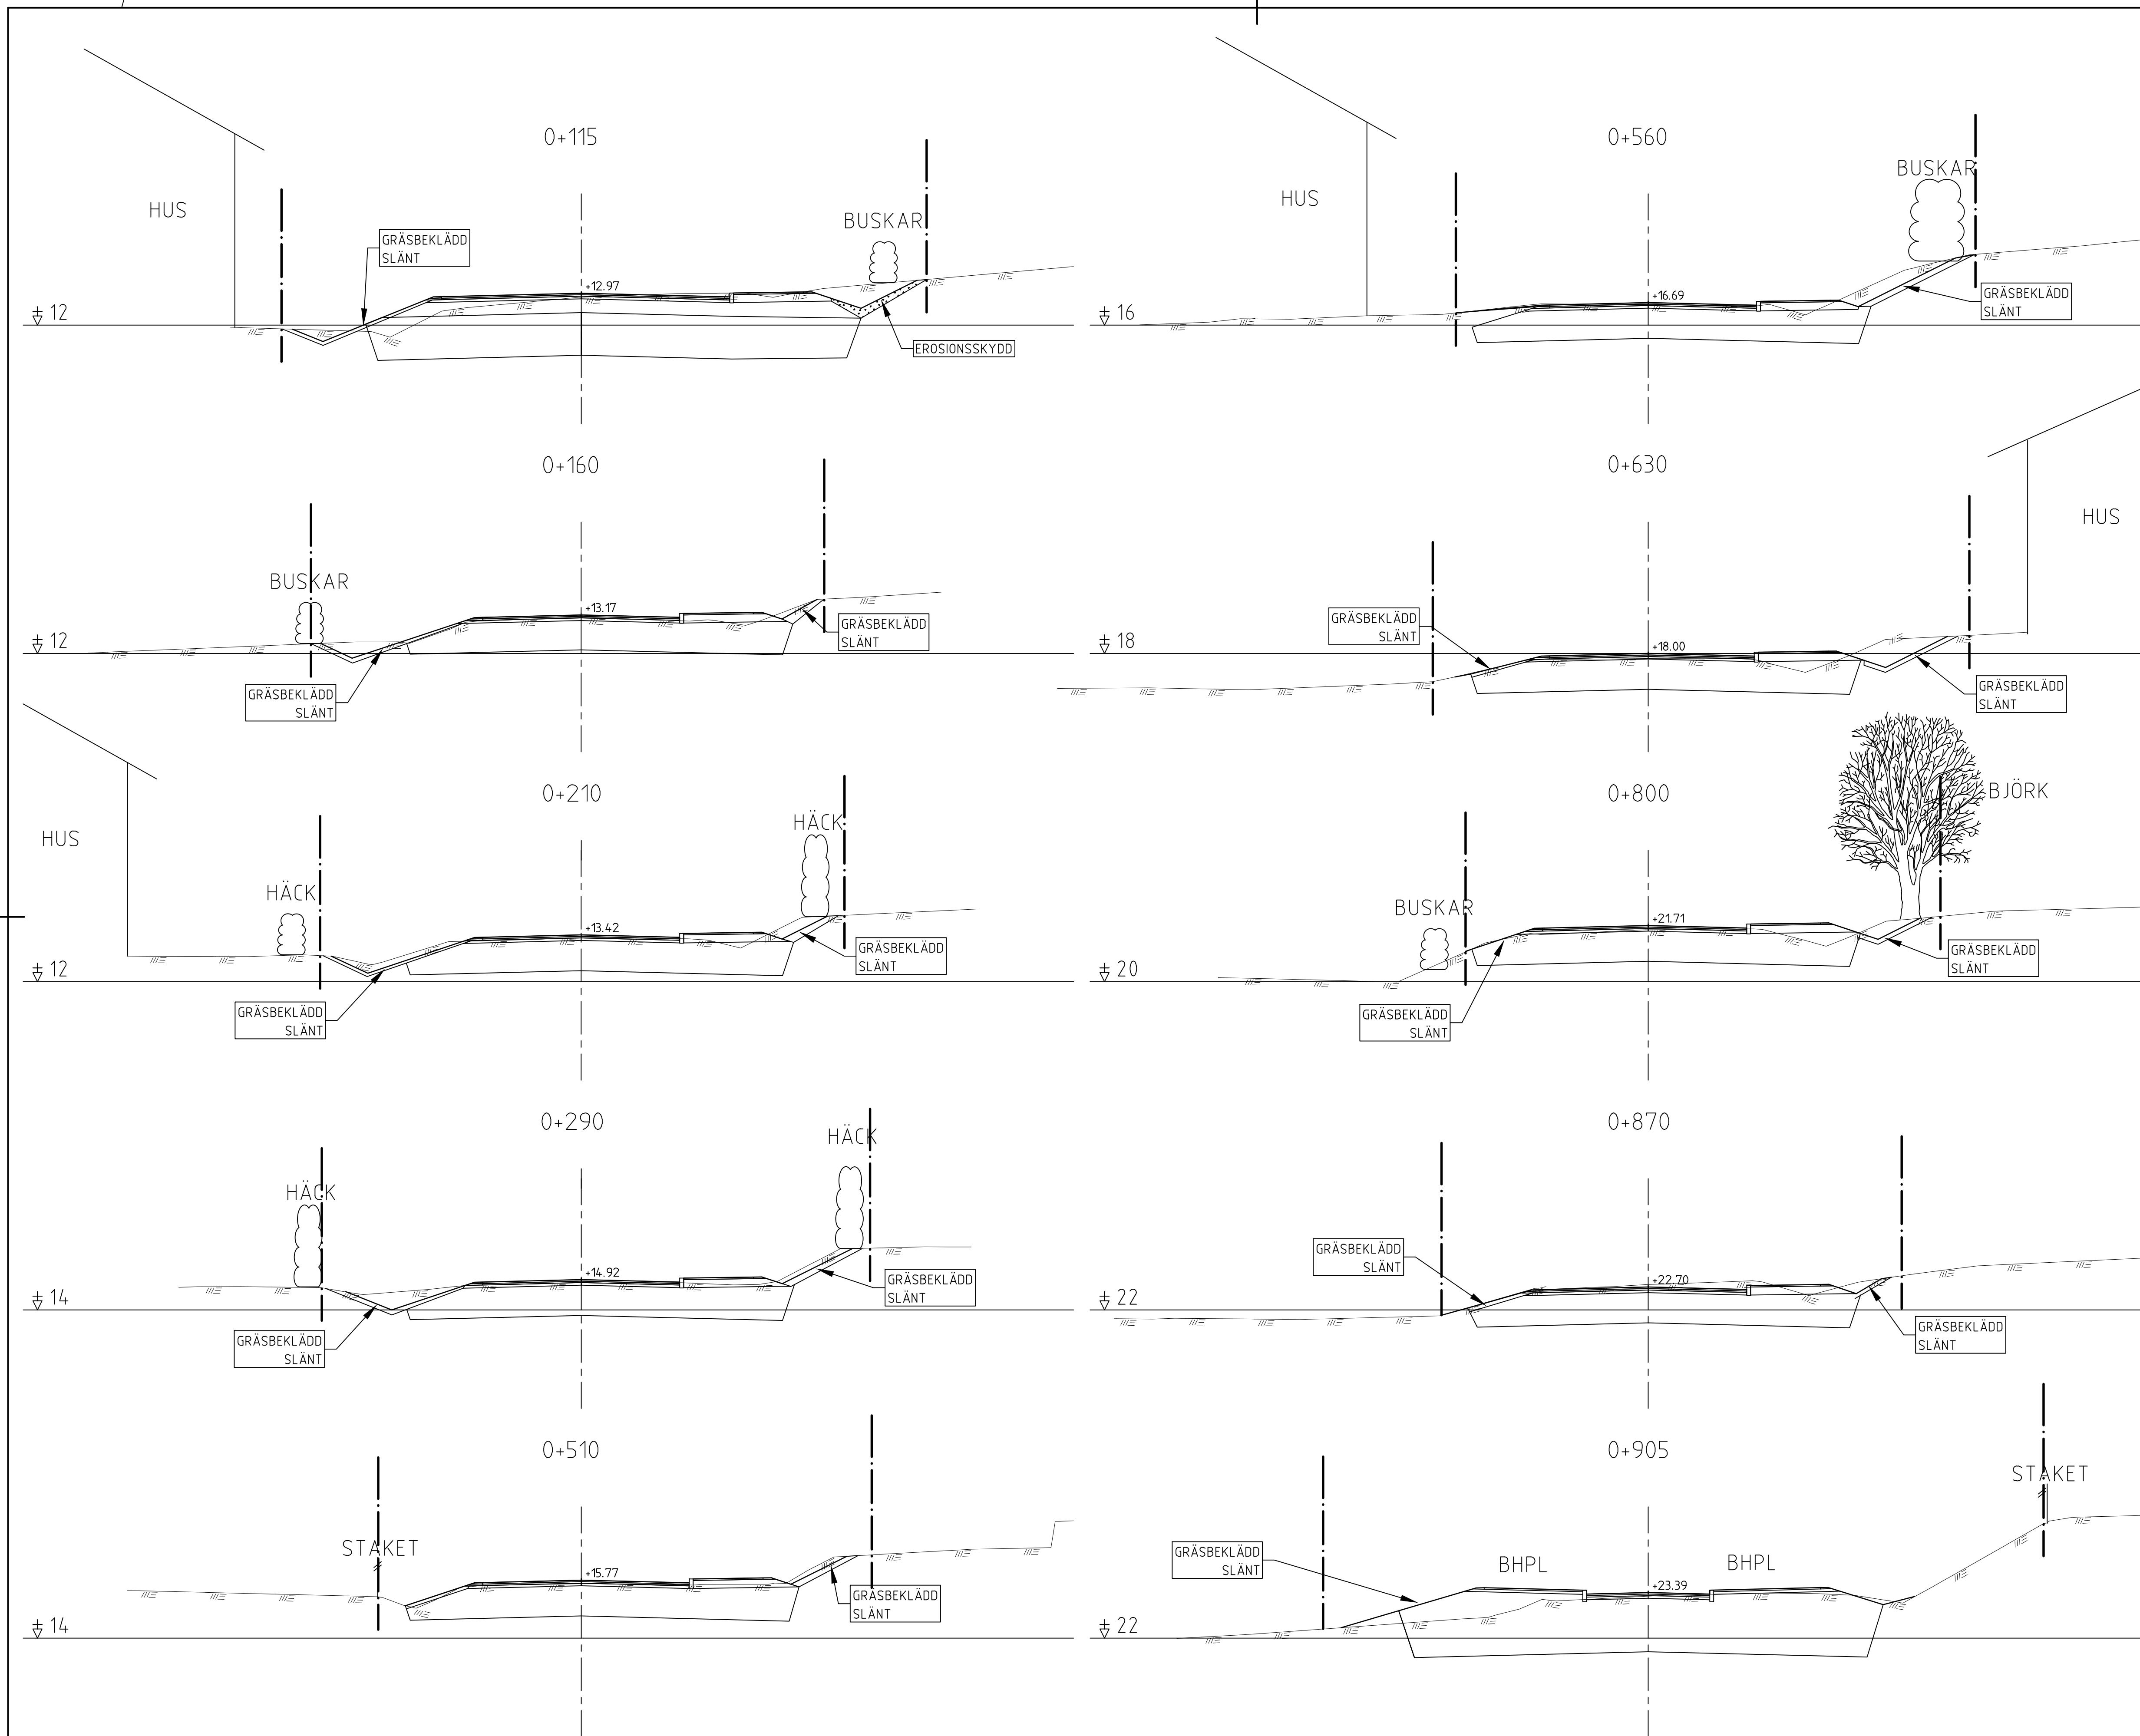 0+115
HUS
GRÄSBEKLÄDD
SLÄNT
BUSKAR
+12.97
± 12
EROSIONSSKYDD
0+160
BUSKAR
+13.17
GRÄSBEKLÄDD
SLÄNT
± 12
GRÄSBEKLÄDD
SLÄNT
0+210
HUS
HÄCK
HÄCK
+13.42
GRÄSBEKLÄDD
SLÄNT
± 12
GRÄSBEKLÄDD
SLÄNT
0+290
HÄCK
HÄCK
+14.92
GRÄSBEKLÄDD
SLÄNT
± 14
GRÄSBEKLÄDD
SLÄNT
0+510
STAKET
+15.77
GRÄSBEKLÄDD
SLÄNT
± 14
0+560
BUSKAR
HUS
+16.69
GRÄSBEKLÄDD
SLÄNT
± 16
0+630
HUS
GRÄSBEKLÄDD
SLÄNT
± 18
+18.00
GRÄSBEKLÄDD
SLÄNT
0+800
BJÖRK
BUSKAR
+21.71
GRÄSBEKLÄDD
SLÄNT
± 20
GRÄSBEKLÄDD
SLÄNT
0+870
GRÄSBEKLÄDD
SLÄNT
+22.70
± 22
GRÄSBEKLÄDD
SLÄNT
0+905
STAKET
GRÄSBEKLÄDD
SLÄNT
BHPL
BHPL
+23.39
± 22